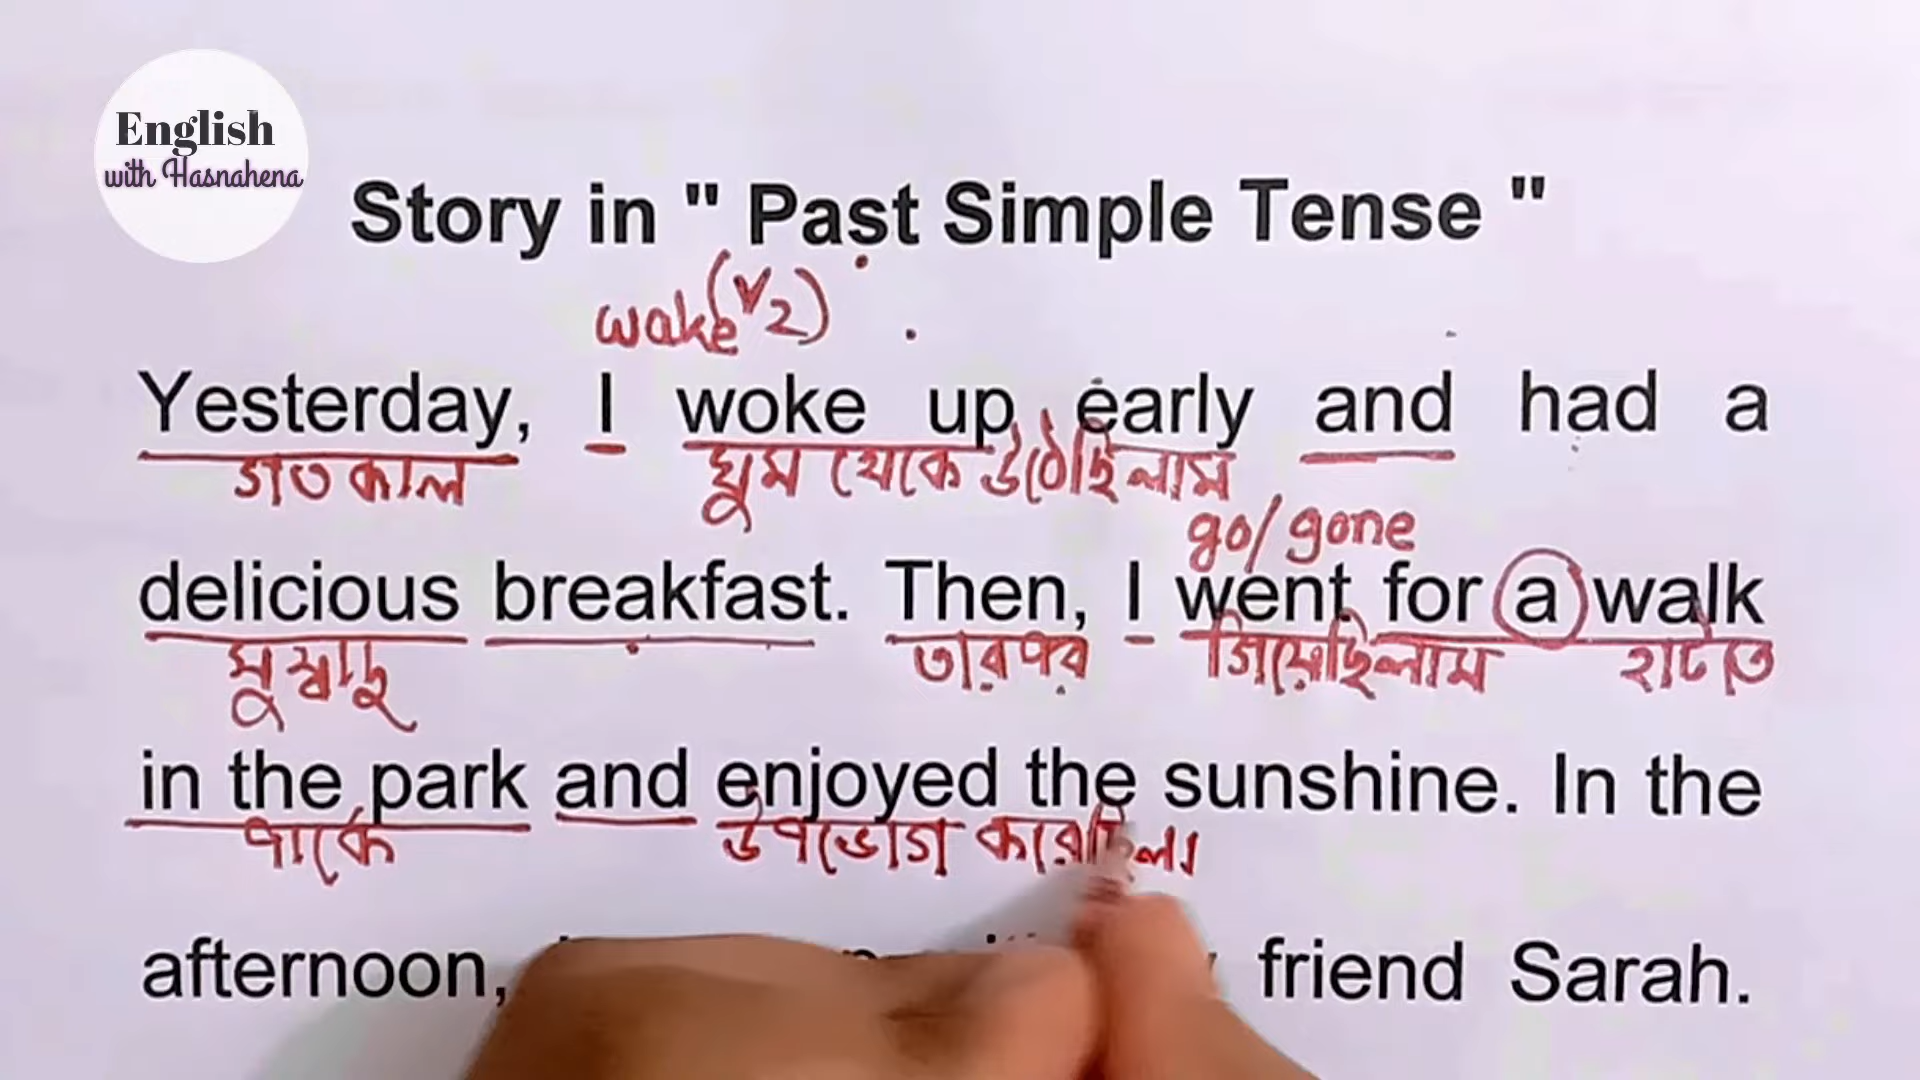 English
with Hasnahena
Story in " Past Simple Tense "
wake (v2)
Yesterday, I woke up early and had a
গতকাল ঘুম থেকে উঠেছিলাম
go/gone
delicious breakfast. Then, I went for a walk
সুস্বাদু তারপর গিয়েছিলাম হাটতে
in the park and enjoyed the sunshine. In the
পার্কে উপভোগ করেছিলা
afternoon, friend Sarah.